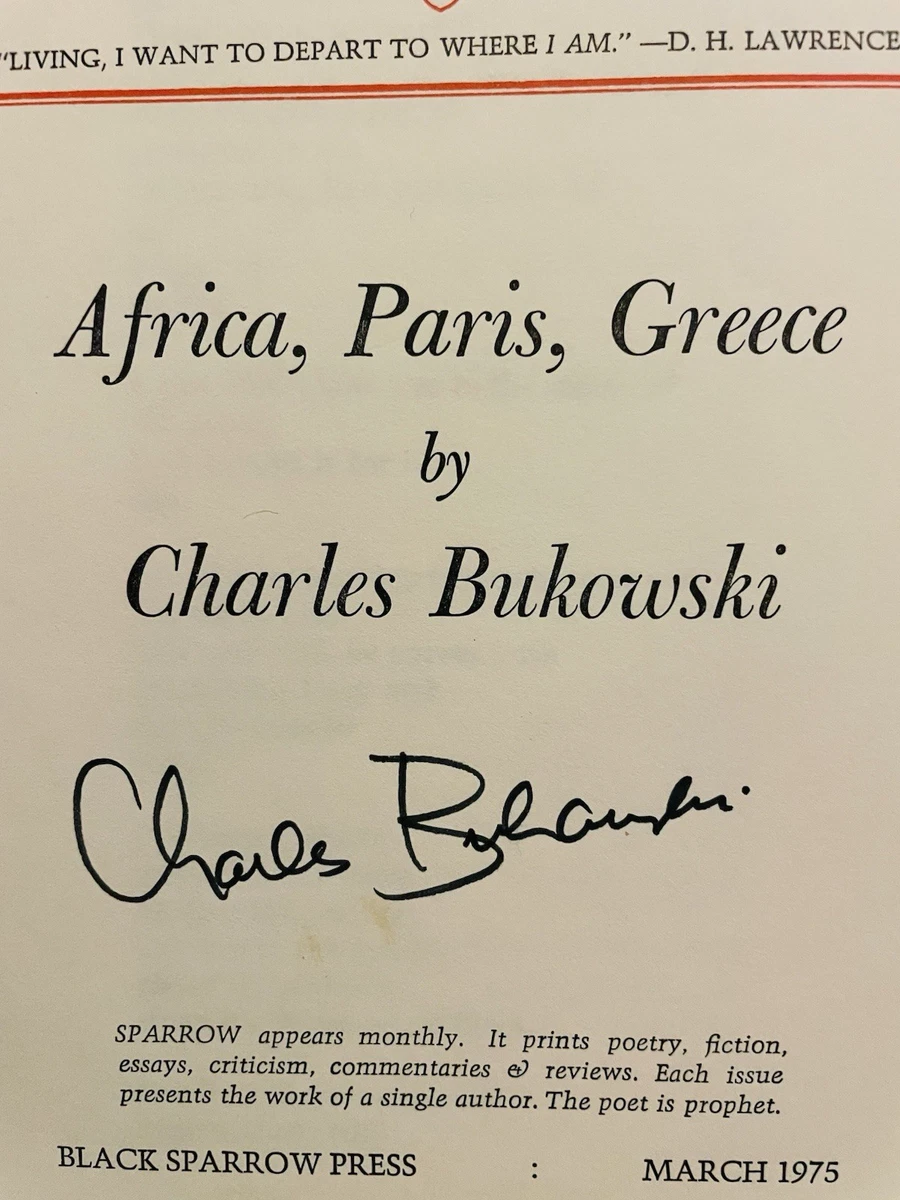 "LIVING, I WANT TO DEPART TO WHERE I AM." —D. H. LAWRENCE
Africa, Paris, Greece
by
Charles Bukowski
Charles Bukowski
SPARROW appears monthly. It prints poetry, fiction,
essays, criticism, commentaries & reviews. Each issue
presents the work of a single author. The poet is prophet.
BLACK SPARROW PRESS : MARCH 1975